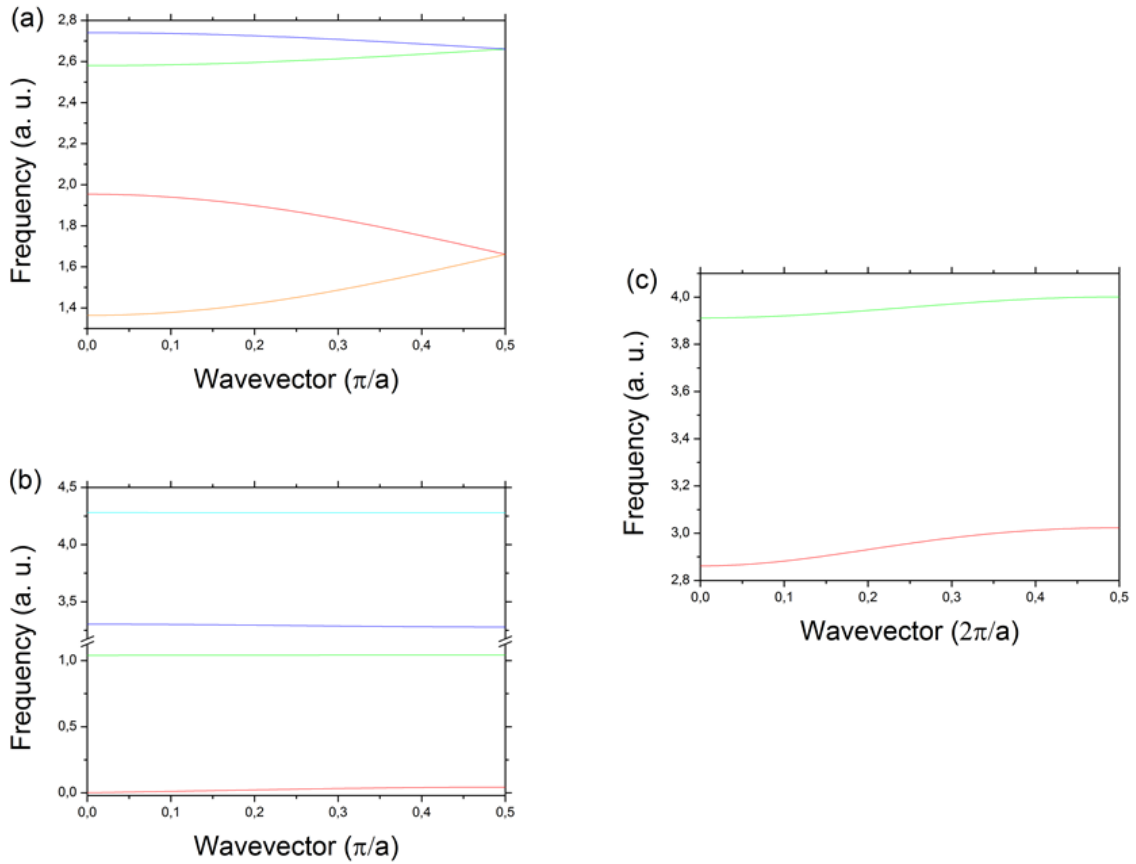 (a)
2,8
2,6
2,4
2,2
2,0
1,8
1,6
1,4
Frequency (a. u.)
0,0 0,1 0,2 0,3 0,4 0,5
Wavevector (π/a)
(b)
4,5
4,0
3,5
1,0
0,5
0,0
Frequency (a. u.)
0,0 0,1 0,2 0,3 0,4 0,5
Wavevector (π/a)
(c)
4,0
3,8
3,6
3,4
3,2
3,0
2,8
Frequency (a. u.)
0,0 0,1 0,2 0,3 0,4 0,5
Wavevector (2π/a)